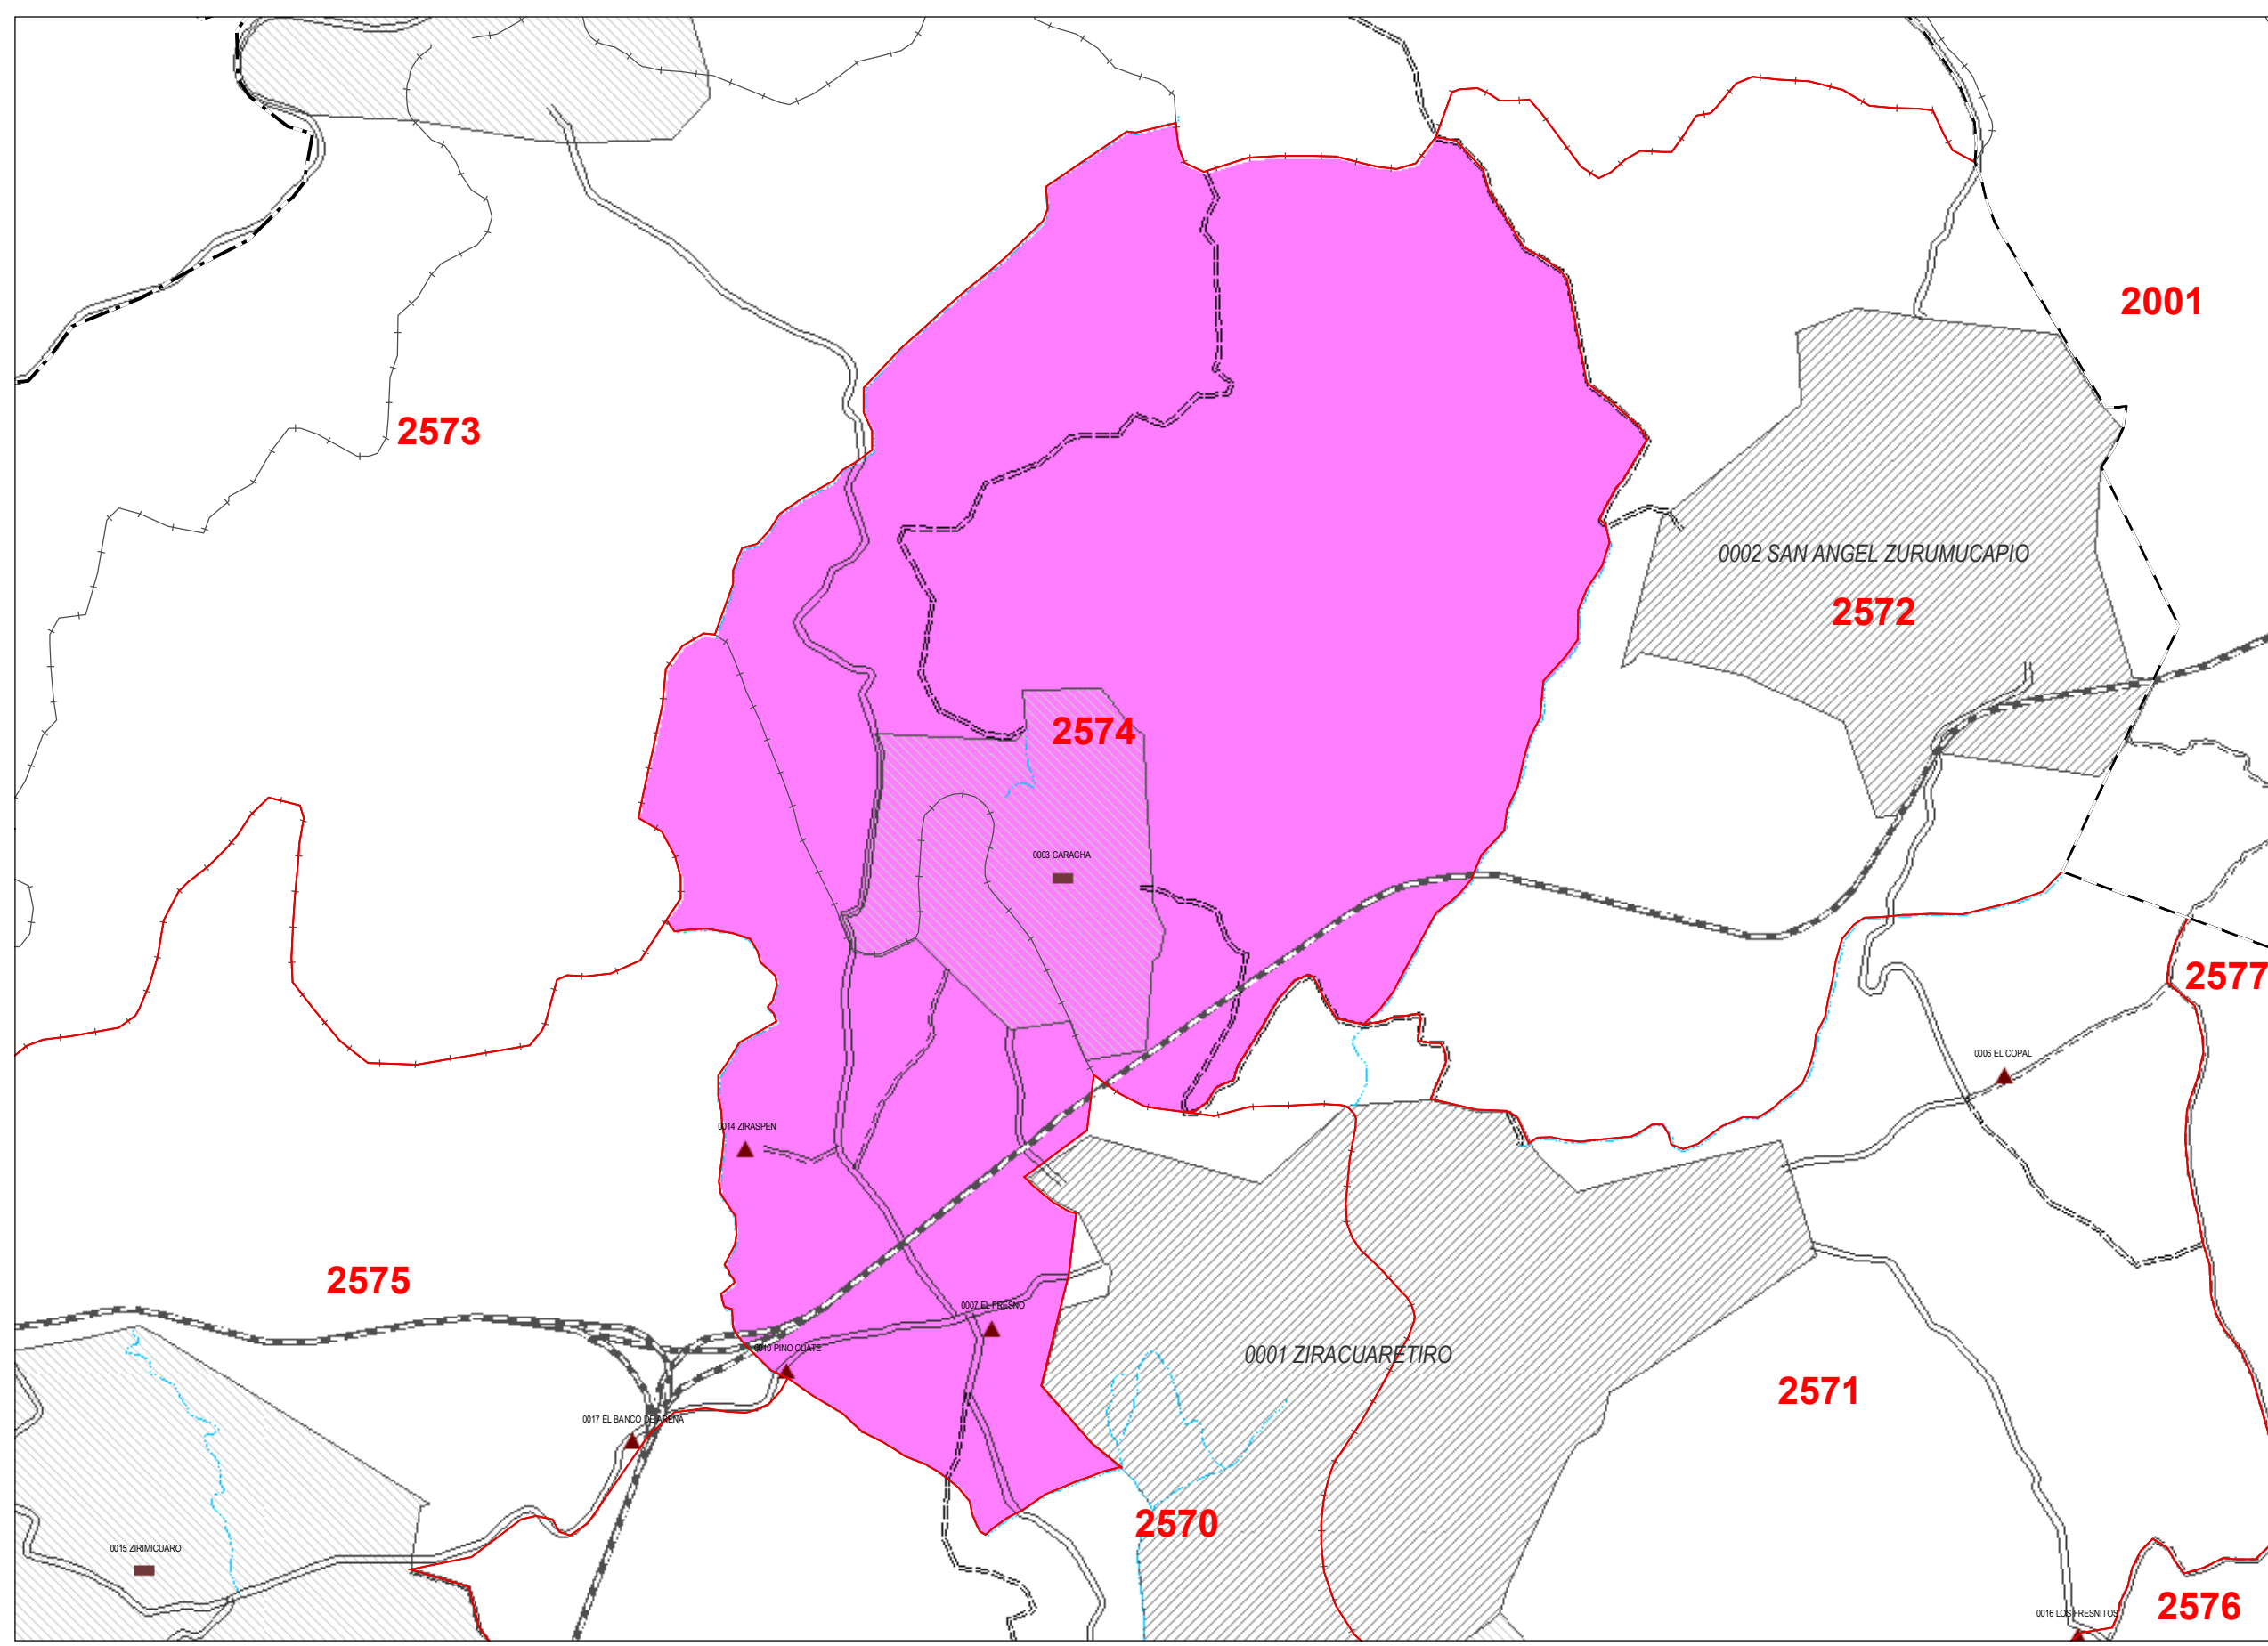 2001
2573
0002 SAN ANGEL ZURUMUCAPIO
2572
2574
0003 CARACHA
2577
0006 EL COPAL
0014 ZIRASPEN
2575
0007 EL FRESNO
0010 PINO CUATE
0001 ZIRACUARETIRO
2571
0017 EL BANCO DE ARENA
2570
0015 ZIRIMICUARO
2576
0016 LOS FRESNITOS